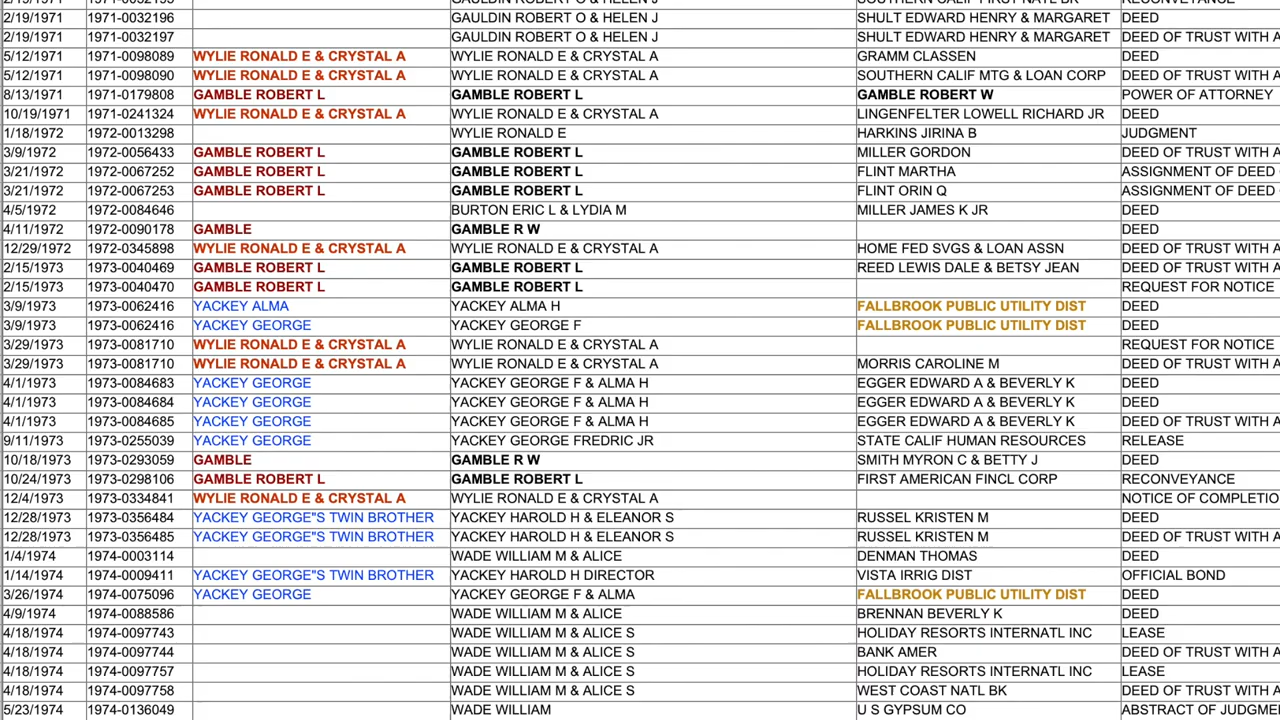 2/19/1971 1971-0032196 GAULDIN ROBERT O & HELEN J SHULT EDWARD HENRY & MARGARET DEED
2/19/1971 1971-0032197 GAULDIN ROBERT O & HELEN J SHULT EDWARD HENRY & MARGARET DEED OF TRUST WITH A
5/12/1971 1971-0098089 WYLIE RONALD E & CRYSTAL A WYLIE RONALD E & CRYSTAL A GRAMM CLASSEN DEED
5/12/1971 1971-0098090 WYLIE RONALD E & CRYSTAL A WYLIE RONALD E & CRYSTAL A SOUTHERN CALIF MTG & LOAN CORP DEED OF TRUST WITH A
8/13/1971 1971-0179808 GAMBLE ROBERT L GAMBLE ROBERT L GAMBLE ROBERT W POWER OF ATTORNEY
10/19/1971 1971-0241324 WYLIE RONALD E & CRYSTAL A WYLIE RONALD E & CRYSTAL A LINGENFELTER LOWELL RICHARD JR DEED
1/18/1972 1972-0013298 WYLIE RONALD E HARKINS JIRINA B JUDGMENT
3/9/1972 1972-0056433 GAMBLE ROBERT L GAMBLE ROBERT L MILLER GORDON DEED OF TRUST WITH A
3/21/1972 1972-0067252 GAMBLE ROBERT L GAMBLE ROBERT L FLINT MARTHA ASSIGNMENT OF DEED
3/21/1972 1972-0067253 GAMBLE ROBERT L GAMBLE ROBERT L FLINT ORIN Q ASSIGNMENT OF DEED
4/5/1972 1972-0084646 BURTON ERIC L & LYDIA M MILLER JAMES K JR DEED
4/11/1972 1972-0090178 GAMBLE GAMBLE R W DEED
12/29/1972 1972-0345898 WYLIE RONALD E & CRYSTAL A WYLIE RONALD E & CRYSTAL A HOME FED SVGS & LOAN ASSN DEED OF TRUST WITH A
2/15/1973 1973-0040469 GAMBLE ROBERT L GAMBLE ROBERT L REED LEWIS DALE & BETSY JEAN DEED OF TRUST WITH A
2/15/1973 1973-0040470 GAMBLE ROBERT L GAMBLE ROBERT L REQUEST FOR NOTICE
3/9/1973 1973-0062416 YACKEY ALMA YACKEY ALMA H FALLBROOK PUBLIC UTILITY DIST DEED
3/9/1973 1973-0062416 YACKEY GEORGE YACKEY GEORGE F FALLBROOK PUBLIC UTILITY DIST DEED
3/29/1973 1973-0081710 WYLIE RONALD E & CRYSTAL A WYLIE RONALD E & CRYSTAL A REQUEST FOR NOTICE
3/29/1973 1973-0081710 WYLIE RONALD E & CRYSTAL A WYLIE RONALD E & CRYSTAL A MORRIS CAROLINE M DEED OF TRUST WITH A
4/1/1973 1973-0084683 YACKEY GEORGE YACKEY GEORGE F & ALMA H EGGER EDWARD A & BEVERLY K DEED
4/1/1973 1973-0084684 YACKEY GEORGE YACKEY GEORGE F & ALMA H EGGER EDWARD A & BEVERLY K DEED
4/1/1973 1973-0084685 YACKEY GEORGE YACKEY GEORGE F & ALMA H EGGER EDWARD A & BEVERLY K DEED OF TRUST WITH A
9/11/1973 1973-0255039 YACKEY GEORGE YACKEY GEORGE FREDRIC JR STATE CALIF HUMAN RESOURCES RELEASE
10/18/1973 1973-0293059 GAMBLE GAMBLE R W SMITH MYRON C & BETTY J DEED
10/24/1973 1973-0298106 GAMBLE ROBERT L GAMBLE ROBERT L FIRST AMERICAN FINCL CORP RECONVEYANCE
12/4/1973 1973-0334841 WYLIE RONALD E & CRYSTAL A WYLIE RONALD E & CRYSTAL A NOTICE OF COMPLETIO
12/28/1973 1973-0356484 YACKEY GEORGE"S TWIN BROTHER YACKEY HAROLD H & ELEANOR S RUSSEL KRISTEN M DEED
12/28/1973 1973-0356485 YACKEY GEORGE"S TWIN BROTHER YACKEY HAROLD H & ELEANOR S RUSSEL KRISTEN M DEED OF TRUST WITH A
1/4/1974 1974-0003114 WADE WILLIAM M & ALICE DENMAN THOMAS DEED
1/14/1974 1974-0009411 YACKEY GEORGE"S TWIN BROTHER YACKEY HAROLD H DIRECTOR VISTA IRRIG DIST OFFICIAL BOND
3/26/1974 1974-0075096 YACKEY GEORGE YACKEY GEORGE F & ALMA FALLBROOK PUBLIC UTILITY DIST DEED
4/9/1974 1974-0088586 WADE WILLIAM M & ALICE BRENNAN BEVERLY K DEED
4/18/1974 1974-0097743 WADE WILLIAM M & ALICE S HOLIDAY RESORTS INTERNATL INC LEASE
4/18/1974 1974-0097744 WADE WILLIAM M & ALICE S BANK AMER DEED OF TRUST WITH A
4/18/1974 1974-0097757 WADE WILLIAM M & ALICE S HOLIDAY RESORTS INTERNATL INC LEASE
4/18/1974 1974-0097758 WADE WILLIAM M & ALICE S WEST COAST NATL BK DEED OF TRUST WITH A
5/23/1974 1974-0136049 WADE WILLIAM U S GYPSUM CO ABSTRACT OF JUDGME